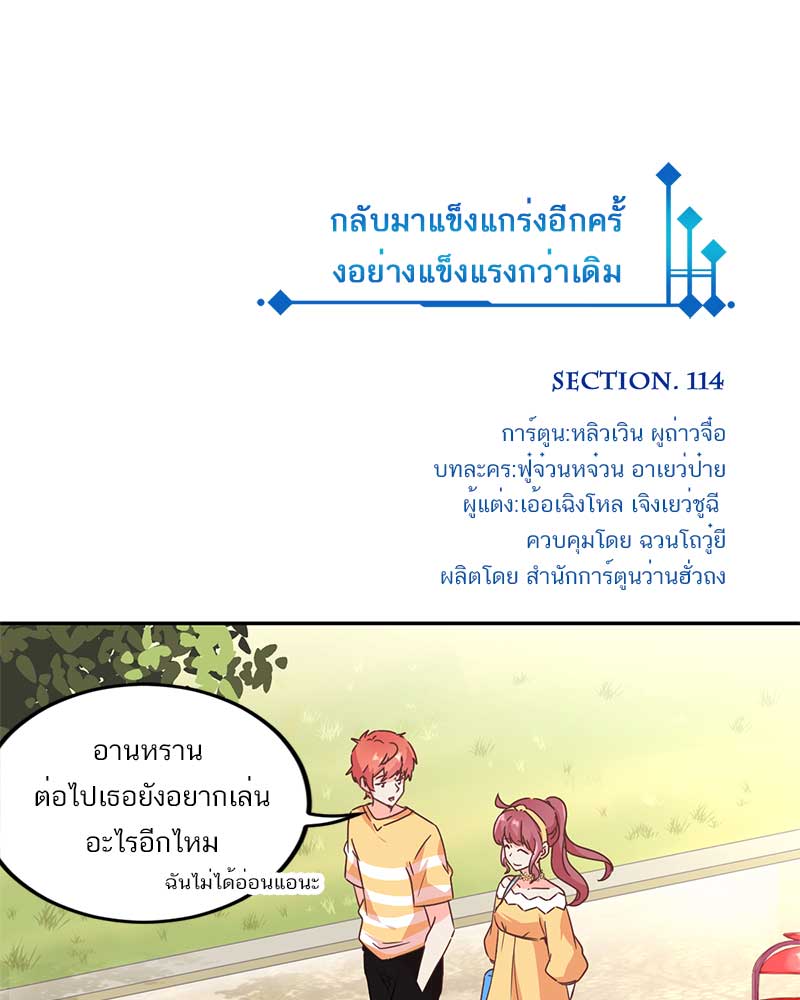 กลับมาแข็งแกร่งอีกครั้
งอย่างแข็งแรงกว่าเดิม
SECTION. 114
การ์ตูน:หลิวเวิน ผูถ่าวจื๋อ
บทละคร:ฟู่จ๋วนหจ๋วน อาเยว่ป๋าย
ผู้แต่ง:เอ้อเฉิงโหล เจิงเยว่ชูฉี
ควบคุมโดย ฉวนโถวู๋ยี
ผลิตโดย สำนักการ์ตูนว่านฮั่วถง
อานหราน
ต่อไปเธอยังอยากเล่น
อะไรอีกไหม
ฉันไม่ได้อ่อนแอนะ